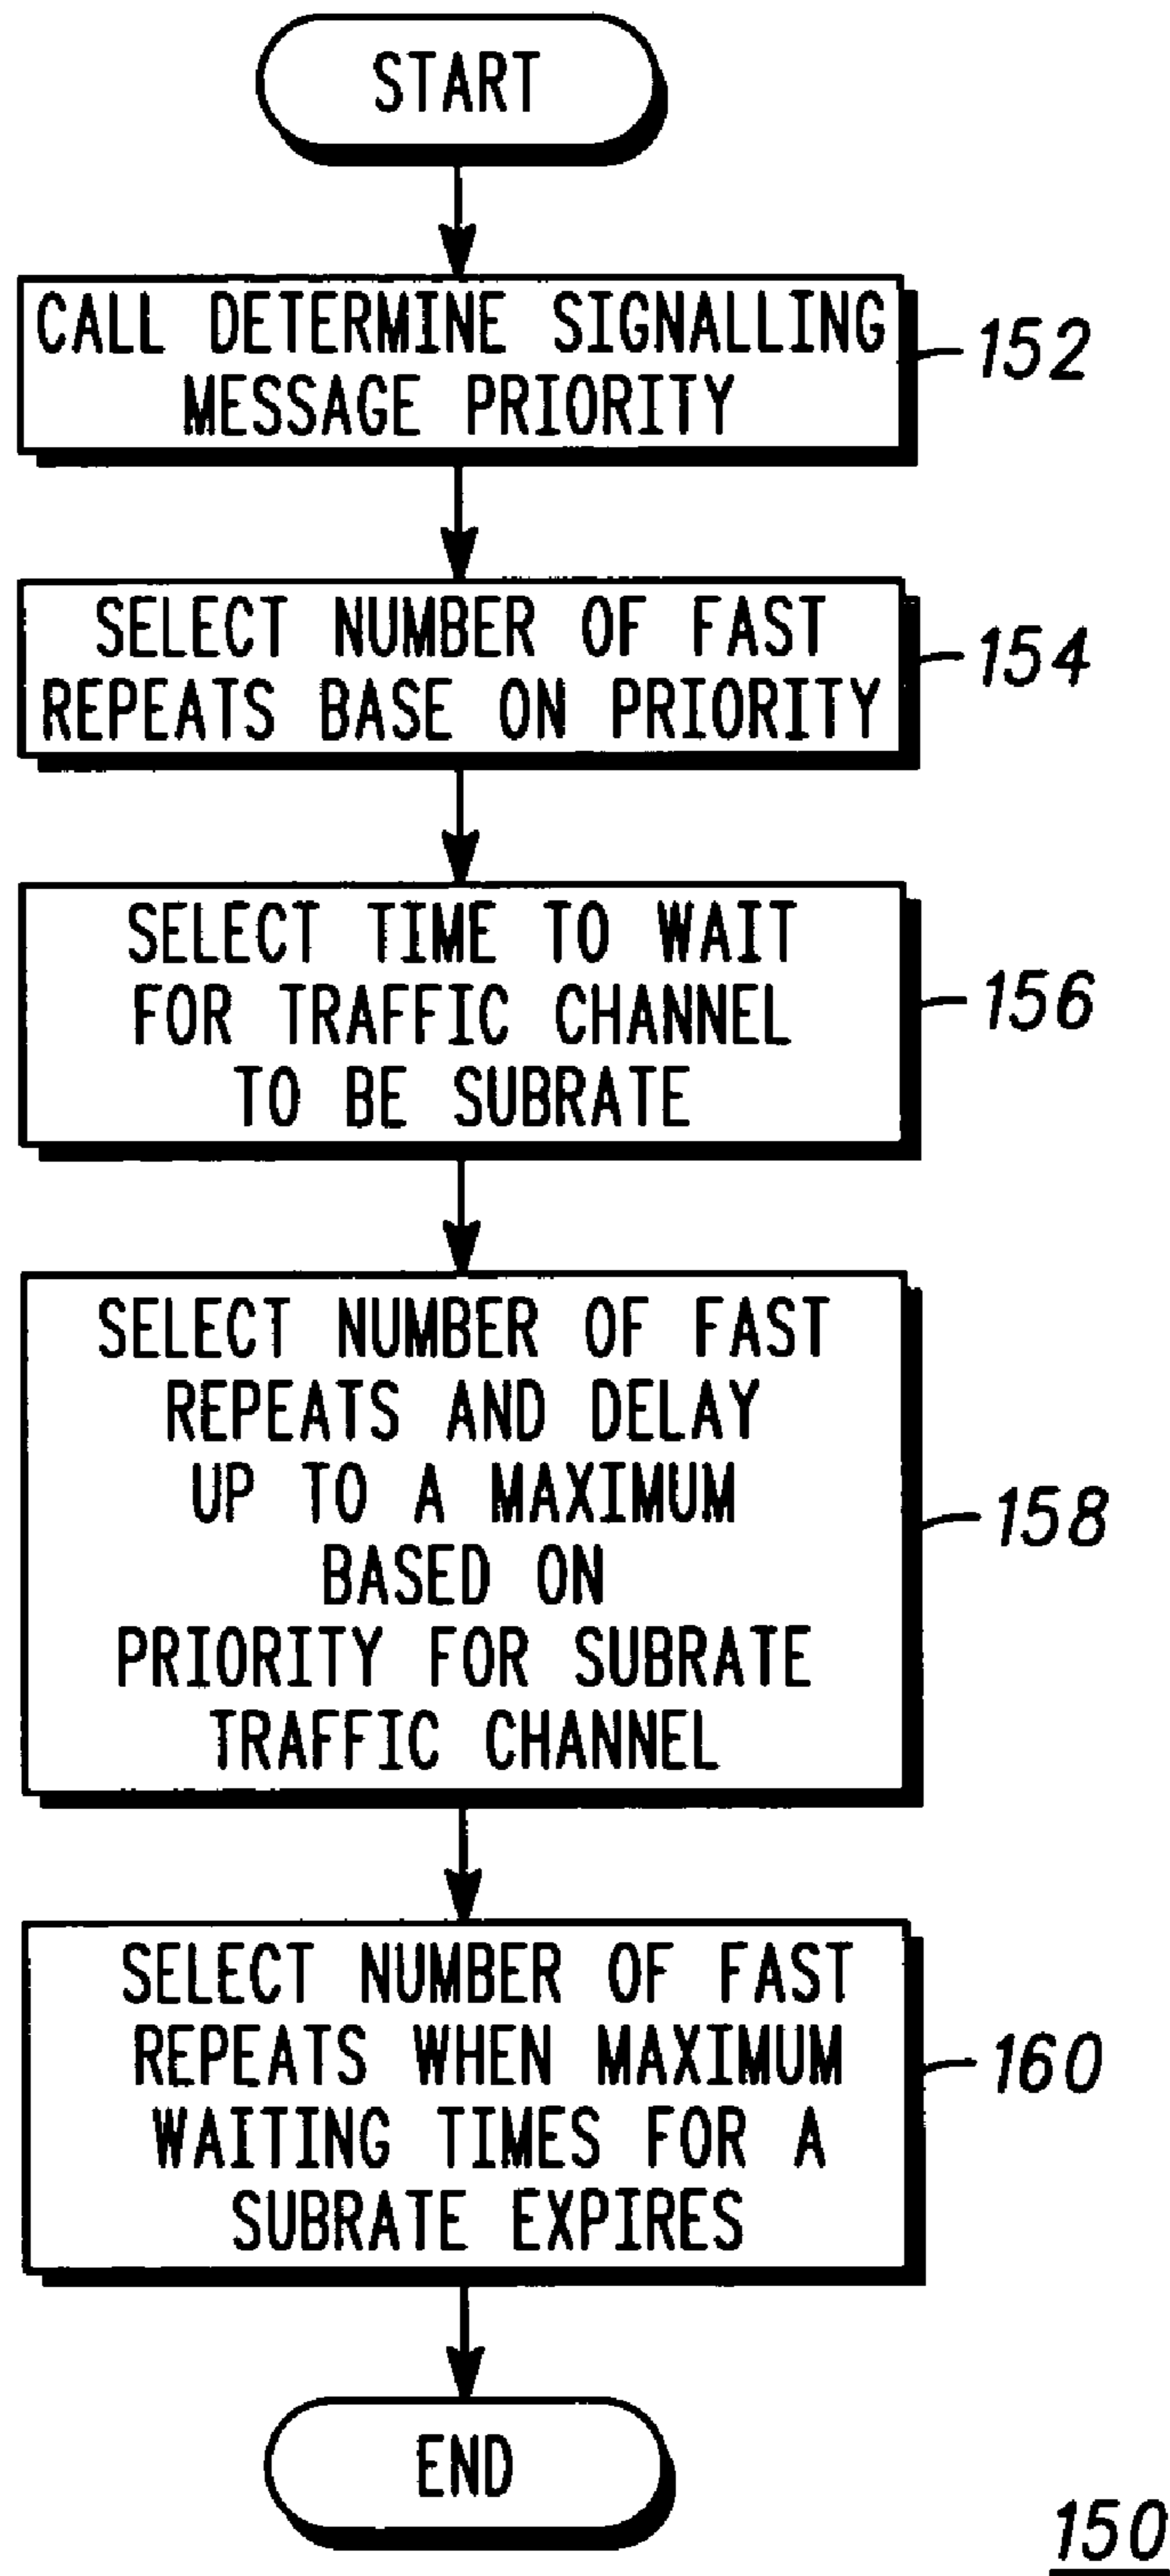 START
CALL DETERMINE SIGNALLING
MESSAGE PRIORITY
152
SELECT NUMBER OF FAST
REPEATS BASE ON PRIORITY
154
SELECT TIME TO WAIT
FOR TRAFFIC CHANNEL
TO BE SUBRATE
156
SELECT NUMBER OF FAST
REPEATS AND DELAY
UP TO A MAXIMUM
BASED ON
PRIORITY FOR SUBRATE
TRAFFIC CHANNEL
158
SELECT NUMBER OF FAST
REPEATS WHEN MAXIMUM
WAITING TIMES FOR A
SUBRATE EXPIRES
160
END
150